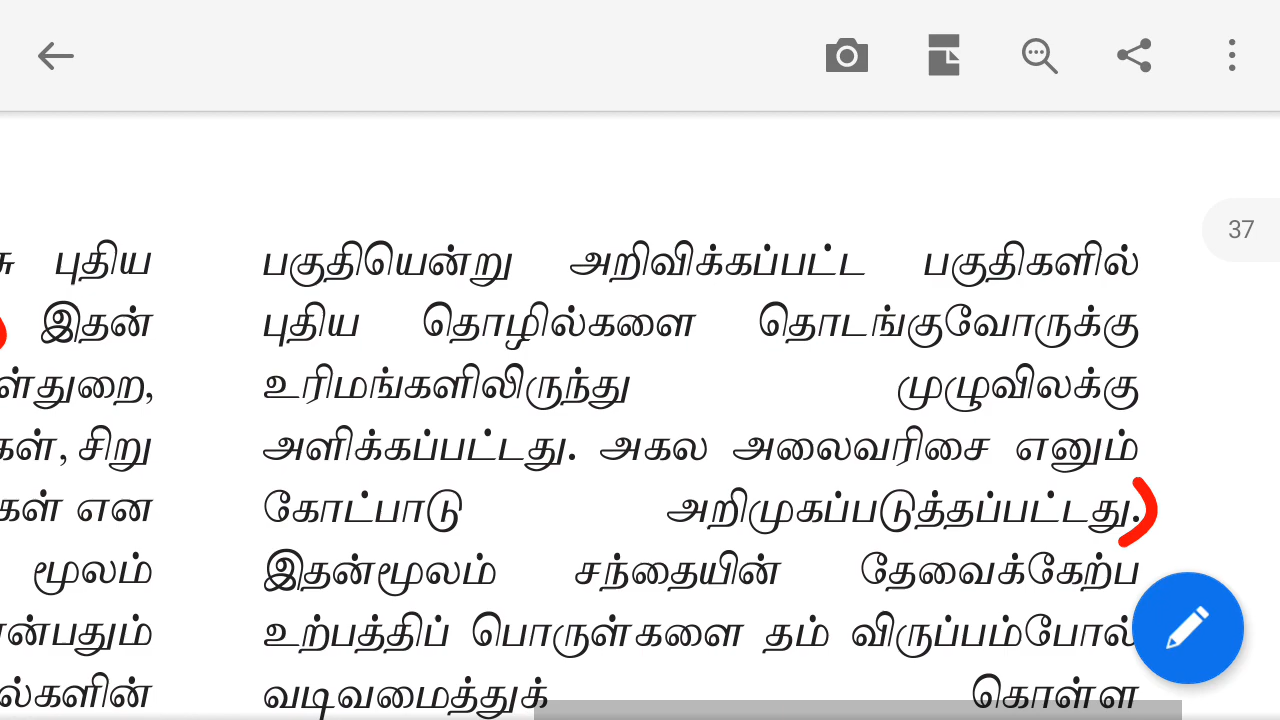 37
புதிய
இதன்
சிறு
என
மூலம்
பகுதியென்று அறிவிக்கப்பட்ட பகுதிகளில்
புதிய தொழில்களை தொடங்குவோருக்கு
உரிமங்களிலிருந்து முழுவிலக்கு
அளிக்கப்பட்டது. அகல அலைவரிசை எனும்
கோட்பாடு அறிமுகப்படுத்தப்பட்டது.
இதன்மூலம் சந்தையின் தேவைக்கேற்ப
உற்பத்திப் பொருள்களை தம் விருப்பம்போல்
வடிவமைத்துக் கொள்ள